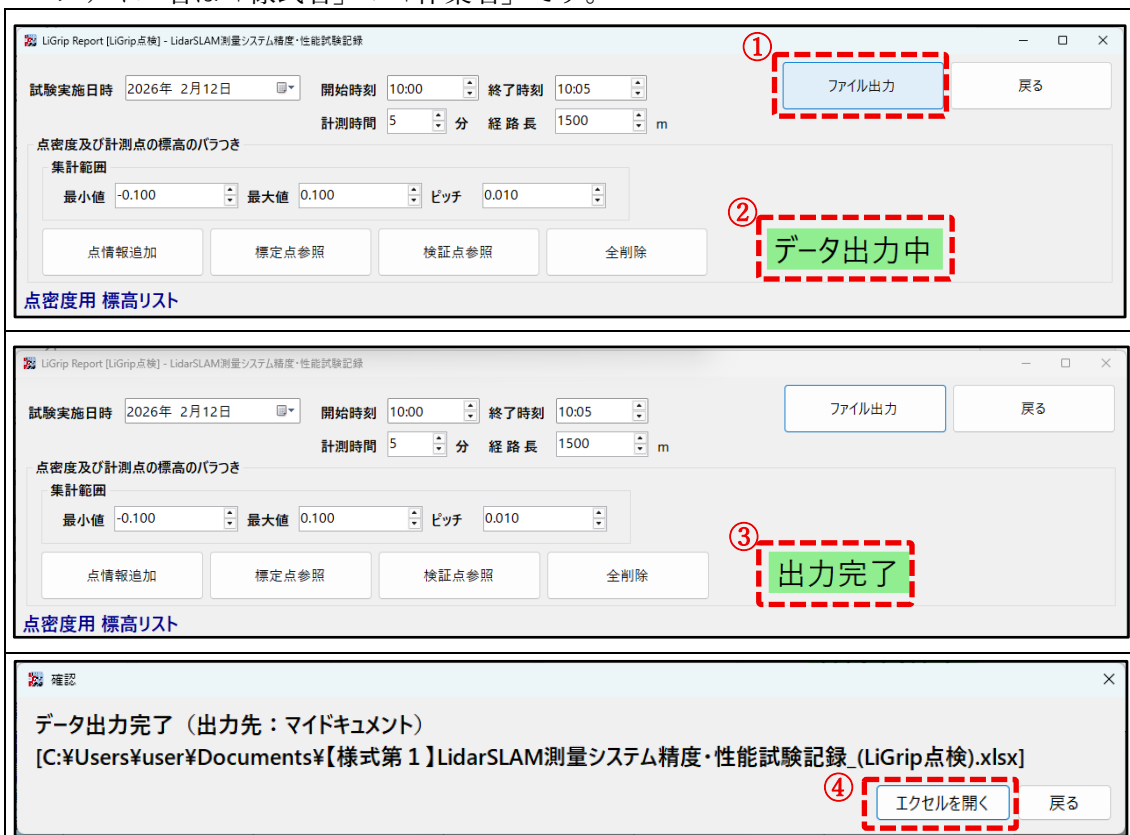 ①
LiGrip Report [LiGrip点検] - LidarSLAM測量システム精度・性能試験記録
試験実施日時 2026年 2月12日 開始時刻 10:00 終了時刻 10:05 ファイル出力 戻る
計測時間 5 分 経路長 1500 m
点密度及び計測点の標高のバラつき
集計範囲
最小値 -0.100 最大値 0.100 ピッチ 0.010
②
点情報追加 標定点参照 検証点参照 全削除 データ出力中
点密度用 標高リスト
LiGrip Report [LiGrip点検] - LidarSLAM測量システム精度・性能試験記録
試験実施日時 2026年 2月12日 開始時刻 10:00 終了時刻 10:05 ファイル出力 戻る
計測時間 5 分 経路長 1500 m
点密度及び計測点の標高のバラつき
集計範囲
最小値 -0.100 最大値 0.100 ピッチ 0.010
③
点情報追加 標定点参照 検証点参照 全削除 出力完了
点密度用 標高リスト
確認
データ出力完了（出力先：マイドキュメント）
[C:¥Users¥user¥Documents¥【様式第１】LidarSLAM測量システム精度・性能試験記録_(LiGrip点検).xlsx]
④
エクセルを開く 戻る